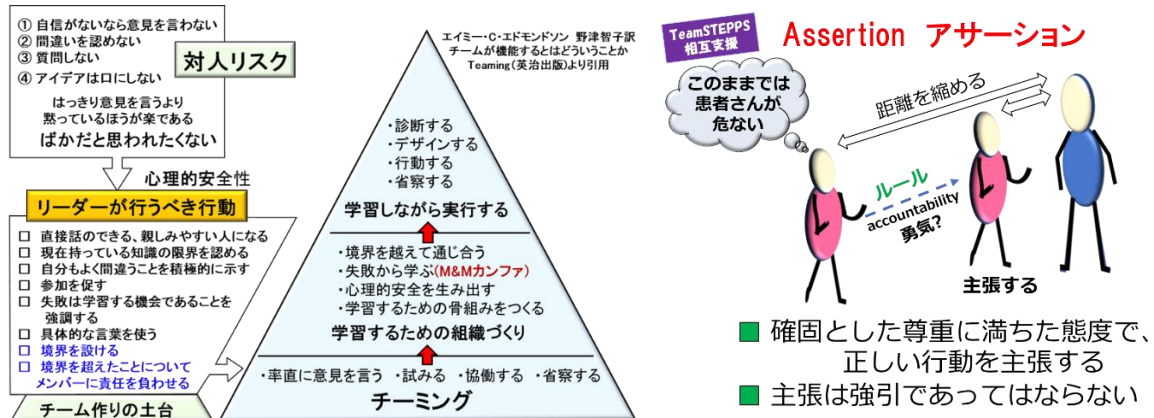 ① 自信がないなら意見を言わない
② 間違いを認めない
③ 質問しない
④ アイデアは口にしない
対人リスク
はっきり意見を言うより
黙っているほうが楽である
ばかだと思われたくない
心理的安全性
リーダーが行うべき行動
□ 直接話のできる、親しみやすい人になる
□ 現在持っている知識の限界を認める
□ 自分もよく間違うことを積極的に示す
□ 参加を促す
□ 失敗は学習する機会であることを
強調する
□ 具体的な言葉を使う
□ 境界を設ける
□ 境界を超えたことについて
メンバーに責任を負わせる
チーム作りの土台
エイミー・C・エドモンドソン 野津智子訳
チームが機能するとはどういうことか
Teaming(英治出版)より引用
・診断する
・デザインする
・行動する
・省察する
学習しながら実行する
・境界を越えて通じ合う
・失敗から学ぶ(M&Mカンファ)
・心理的安全を生み出す
・学習するための骨組みをつくる
学習するための組織づくり
・率直に意見を言う ・試みる ・協働する ・省察する
チーミング
TeamSTEPPS
相互支援
Assertion アサーション
このままでは
患者さんが
危ない
距離を縮める
ルール
accountability
勇気?
主張する
■ 確固とした尊重に満ちた態度で、
正しい行動を主張する
■ 主張は強引であってはならない